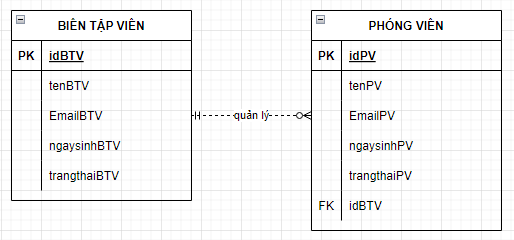 BIÊN TẬP VIÊN
PK idBTV
tenBTV
EmailBTV
ngaysinhBTV
trangthaiBTV
quản lý
PHÓNG VIÊN
PK idPV
tenPV
EmailPV
ngaysinhPV
trangthaiPV
FK idBTV